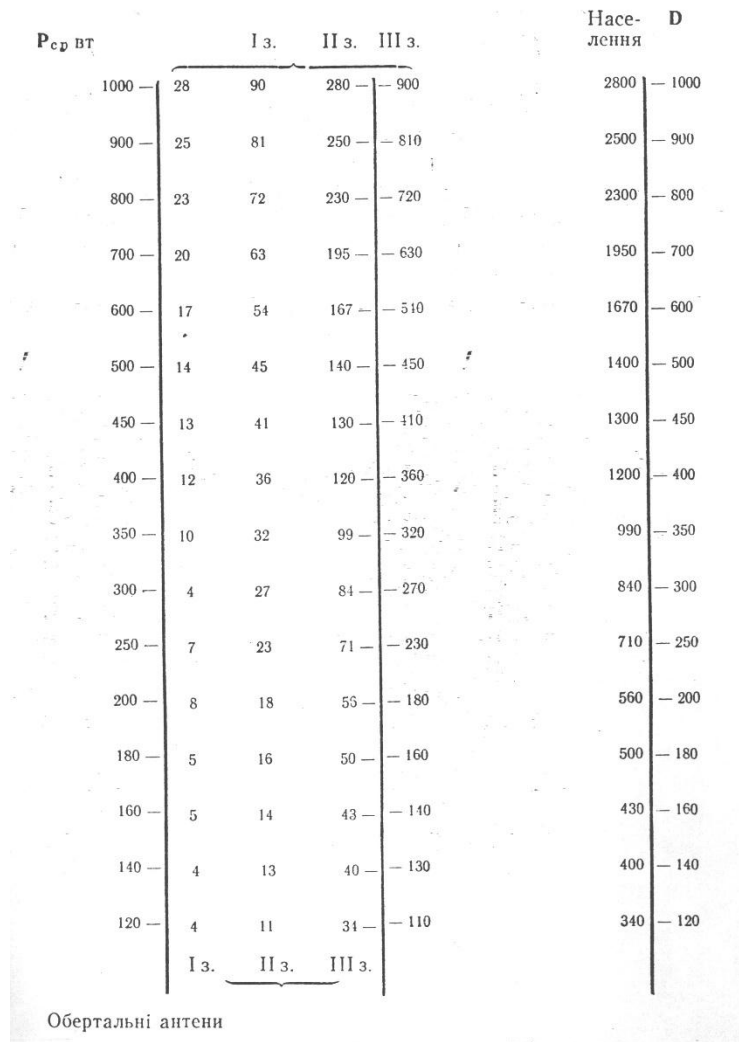 Насе- D
P ср вт I з. II з. III з. лення
1000 — 28 90 280 — — 900 2800 — 1000
900 — 25 81 250 — — 810 2500 — 900
800 — 23 72 230 — — 720 2300 — 800
700 — 20 63 195 — — 630 1950 — 700
600 — 17 54 167 — — 510 1670 — 600
500 — 14 45 140 — — 450 1400 — 500
450 — 13 41 130 — — 410 1300 — 450
400 — 12 36 120 — — 360 1200 — 400
350 — 10 32 99 — — 320 990 — 350
300 — 4 27 84 — — 270 840 — 300
250 — 7 23 71 — — 230 710 — 250
200 — 8 18 56 — — 180 560 — 200
180 — 5 16 50 — — 160 500 — 180
160 — 5 14 43 — — 140 430 — 160
140 — 4 13 40 — — 130 400 — 140
120 — 4 11 34 — — 110 340 — 120
I з. II з. III з.
Обертальні антени